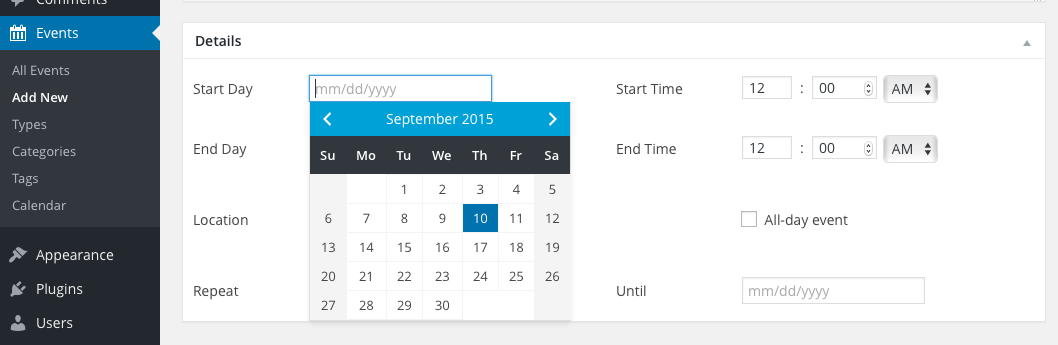 Comments
Events
All Events
Add New
Types
Categories
Tags
Calendar
Appearance
Plugins
Users
Details
Start Day mm/dd/yyyy
Start Time 12 : 00 AM
September 2015
Su Mo Tu We Th Fr Sa
1 2 3 4 5
6 7 8 9 10 11 12
13 14 15 16 17 18 19
20 21 22 23 24 25 26
27 28 29 30
End Day
End Time 12 : 00 AM
Location
All-day event
Repeat
Until mm/dd/yyyy